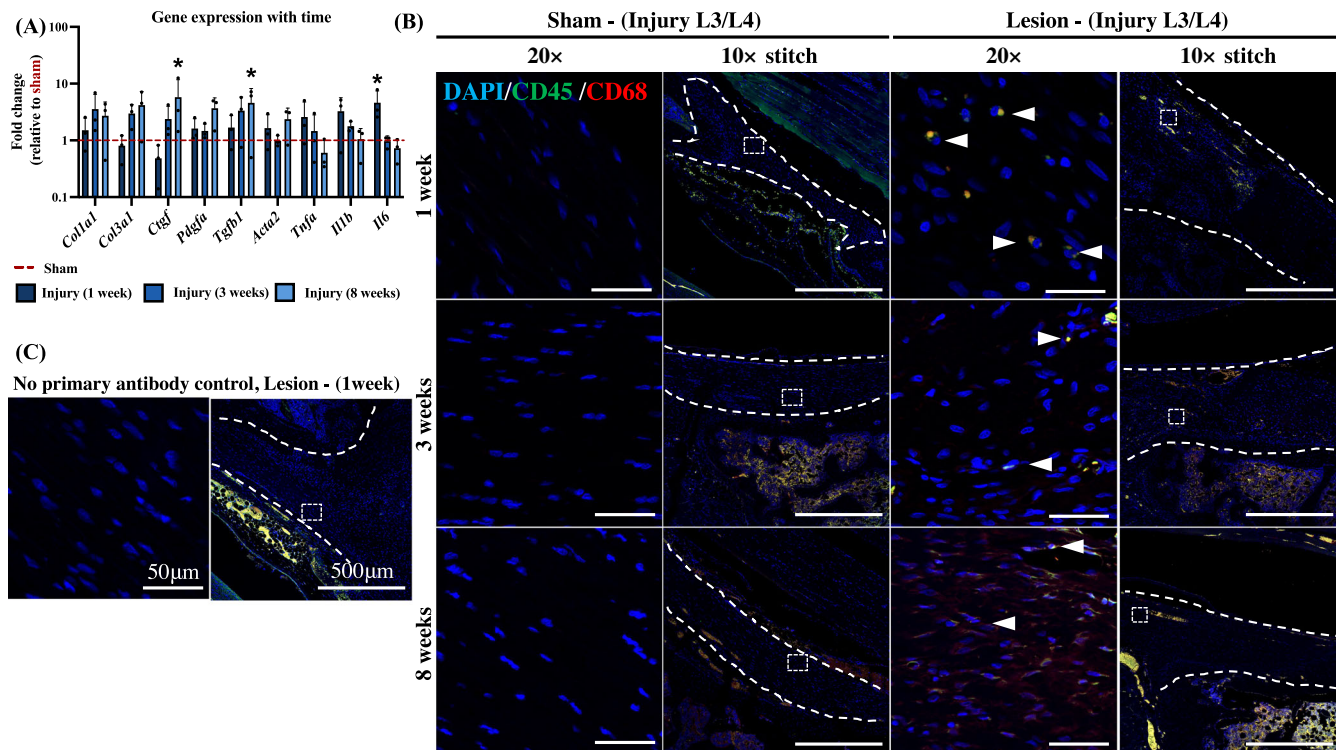 (A)
Gene expression with time
Fold change
(relative to sham)
100
10
1
0.1
*
*
*
Col1a1
Col3a1
Ctgf
Pdgfa
Tgfb1
Acta2
Tnfa
Il1b
Il6
Sham
Injury (1 week)
Injury (3 weeks)
Injury (8 weeks)
(B)
Sham - (Injury L3/L4)
Lesion - (Injury L3/L4)
20×
10× stitch
20×
10× stitch
DAPI/CD45 /CD68
1 week
3 weeks
8 weeks
(C)
No primary antibody control, Lesion - (1week)
50µm
500µm